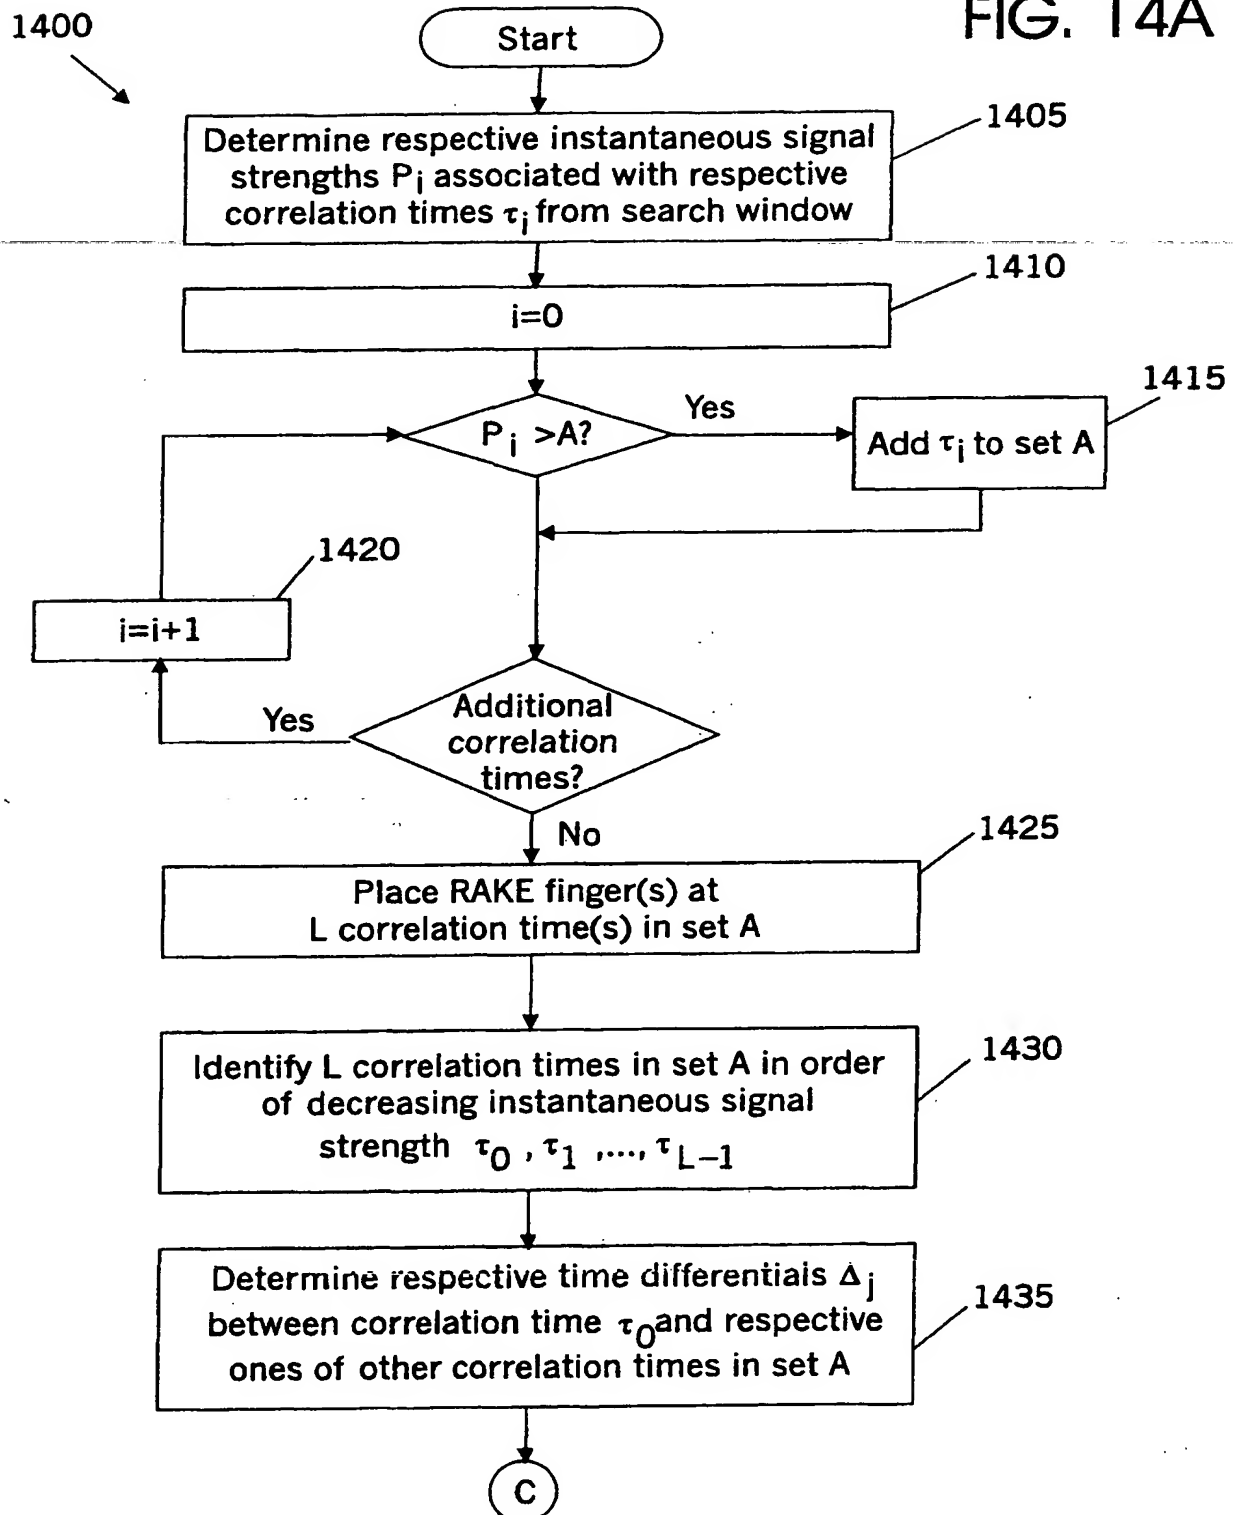 FIG. 14A
1400
Start
Determine respective instantaneous signal
strengths Pi associated with respective
correlation times τi from search window
1405
i=0
1410
Pi >A?
Yes
Add τi to set A
1415
i=i+1
1420
Additional
correlation
times?
Yes
No
Place RAKE finger(s) at
L correlation time(s) in set A
1425
Identify L correlation times in set A in order
of decreasing instantaneous signal
strength τ0 , τ1 ,...., τL–1
1430
Determine respective time differentials Δj
between correlation time τ0 and respective
ones of other correlation times in set A
1435
C